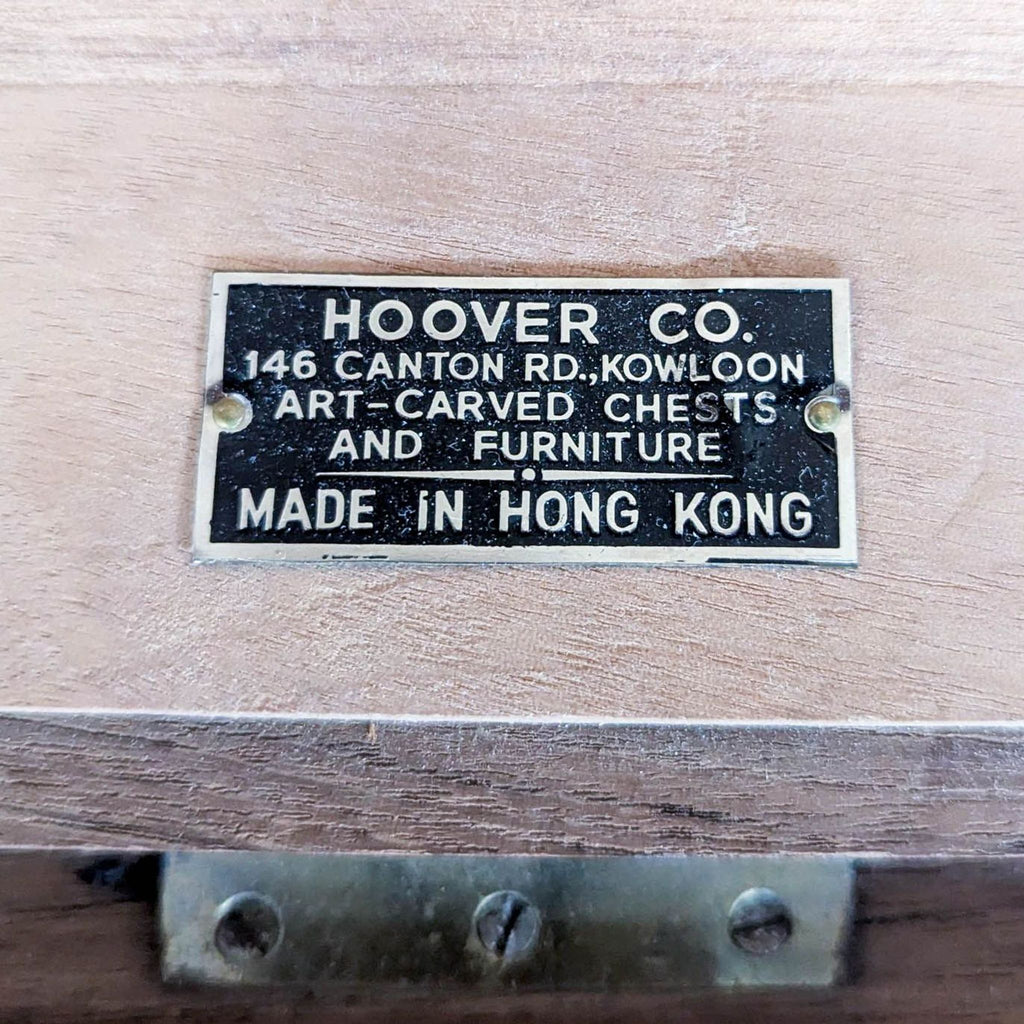 HOOVER CO.
146 CANTON RD.,KOWLOON
ART-CARVED CHESTS
AND FURNITURE
MADE IN HONG KONG